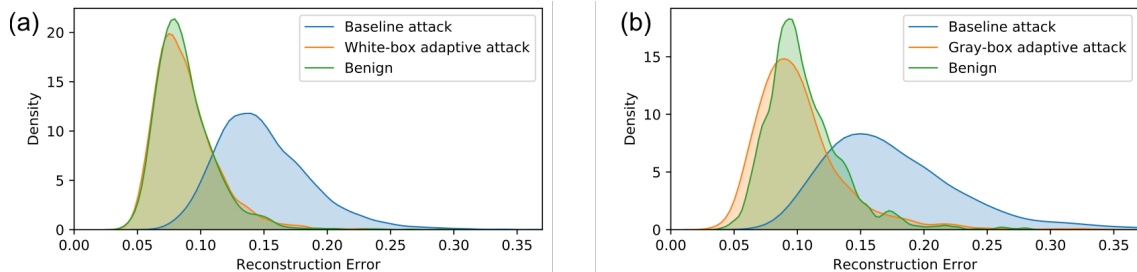 (a)
Baseline attack
White-box adaptive attack
Benign
Density
20
15
10
5
0
0.00 0.05 0.10 0.15 0.20 0.25 0.30 0.35
Reconstruction Error
(b)
Baseline attack
Gray-box adaptive attack
Benign
Density
15
10
5
0
0.00 0.05 0.10 0.15 0.20 0.25 0.30 0.35
Reconstruction Error